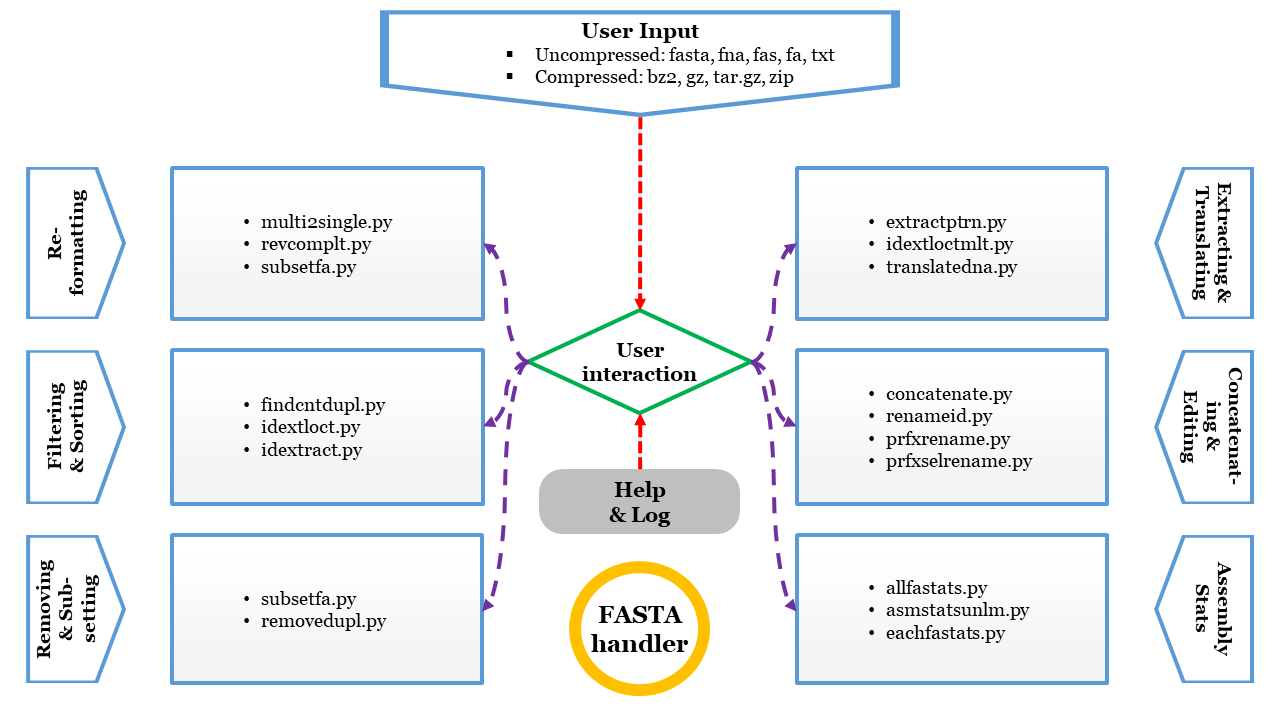 User Input
▪ Uncompressed: fasta, fna, fas, fa, txt
▪ Compressed: bz2, gz, tar.gz, zip
Re-
formatting
• multi2single.py
• revcomplt.py
• subsetfa.py
Filtering
& Sorting
• findcntdupl.py
• idextloct.py
• idextract.py
Removing
& Sub-
setting
• subsetfa.py
• removedupl.py
User
interaction
Help
& Log
FASTA
handler
• extractptrn.py
• idextloctmlt.py
• translatedna.py
Extracting &
Translating
• concatenate.py
• renameid.py
• prfxrename.py
• prfxselrename.py
Concatenat-
ing &
Editing
• allfastats.py
• asmstatsunlm.py
• eachfastats.py
Assembly
Stats